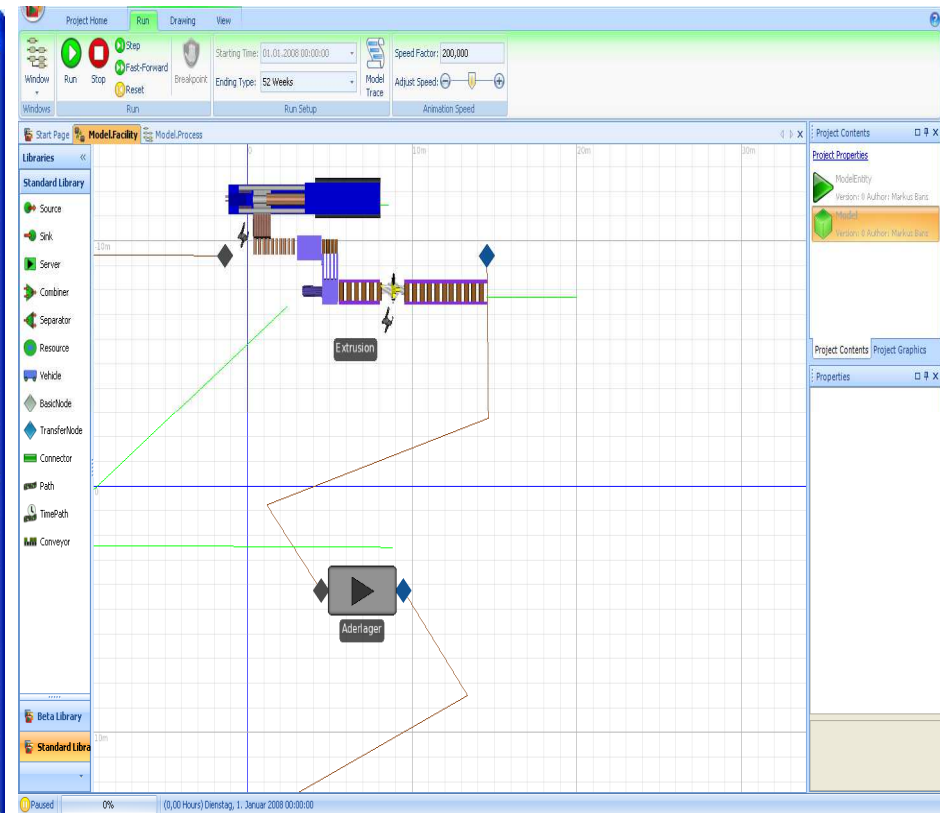 Project Home Run Drawing View
Window
Run
Stop
Step
Fast-Forward
Reset
Breakpoint
Starting Time: 01.01.2008 00:00:00
Ending Type: 52 Weeks
Model Trace
Speed Factor: 200,000
Adjust Speed:
Windows Run Run Setup Animation Speed
Start Page Model.Facility Model.Process
Libraries «
Standard Library
Source
Sink
Server
Combiner
Separator
Resource
Vehicle
BasicNode
TransferNode
Connector
Path
TimePath
Conveyor
Beta Library
Standard Libra
0 10m 20m 30m
-10m
Extrusion
0
Aderlager
10m
Project Contents
Project Properties
ModelEntity
Version: 0 Author: Markus Bans
Model
Version: 0 Author: Markus Bans
Project Contents Project Graphics
Properties
Paused 0% (0,00 Hours) Dienstag, 1. Januar 2008 00:00:00